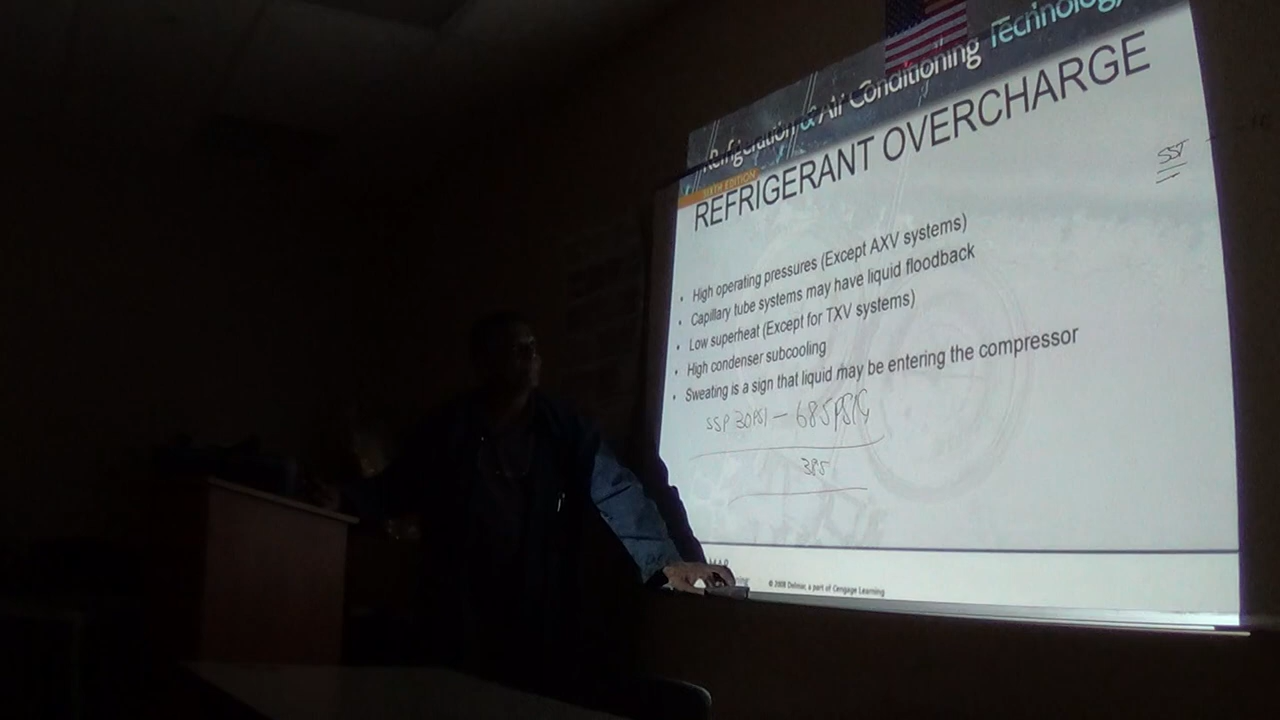 Refrigeration & Air Conditioning Technology
SIXTH EDITION
REFRIGERANT OVERCHARGE
SST
• High operating pressures (Except AXV systems)
• Capillary tube systems may have liquid floodback
• Low superheat (Except for TXV systems)
• High condenser subcooling
• Sweating is a sign that liquid may be entering the compressor
SSP 30PSI — 685PSIG
385
© 2008 Delmar, a part of Cengage Learning